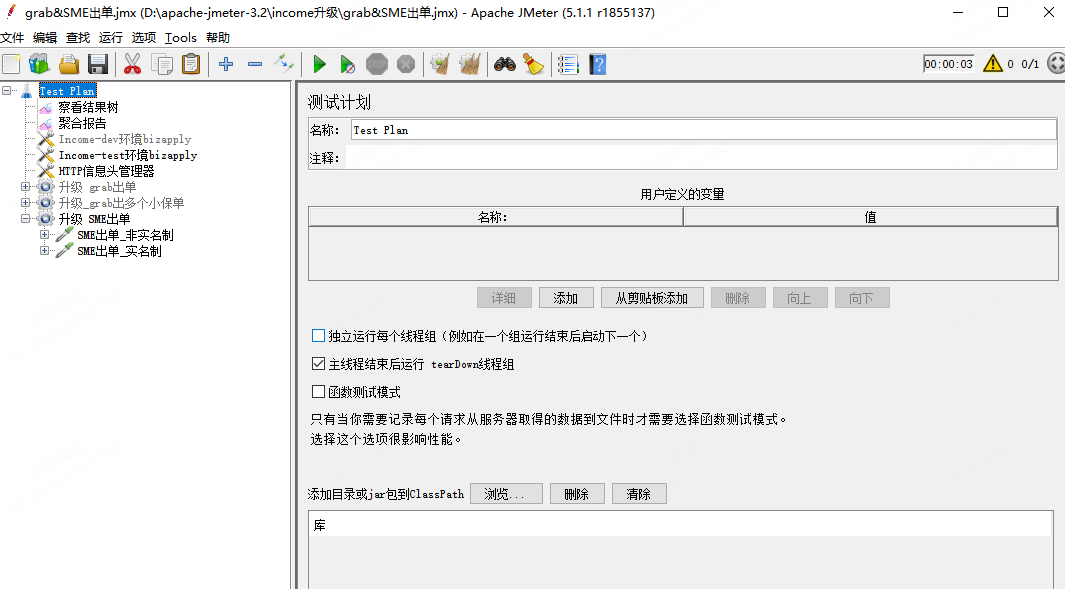 grab&SME出单.jmx (D:\apache-jmeter-3.2\income升级\grab&SME出单.jmx) - Apache JMeter (5.1.1 r1855137)
文件 编辑 查找 运行 选项 Tools 帮助
STOP
00:00:03 0 0/1
Test Plan
察看结果树
聚合报告
Income-dev环境bizapply
Income-test环境bizapply
HTTP信息头管理器
升级 grab出单
升级_grab出多个小保单
升级 SME出单
SME出单_非实名制
SME出单_实名制
测试计划
名称: Test Plan
注释:
用户定义的变量
名称: 值
详细 添加 从剪贴板添加 删除 向上 向下
独立运行每个线程组（例如在一个组运行结束后启动下一个）
主线程结束后运行 tearDown线程组
函数测试模式
只有当你需要记录每个请求从服务器取得的数据到文件时才需要选择函数测试模式。
选择这个选项很影响性能。
添加目录或jar包到ClassPath 浏览... 删除 清除
库